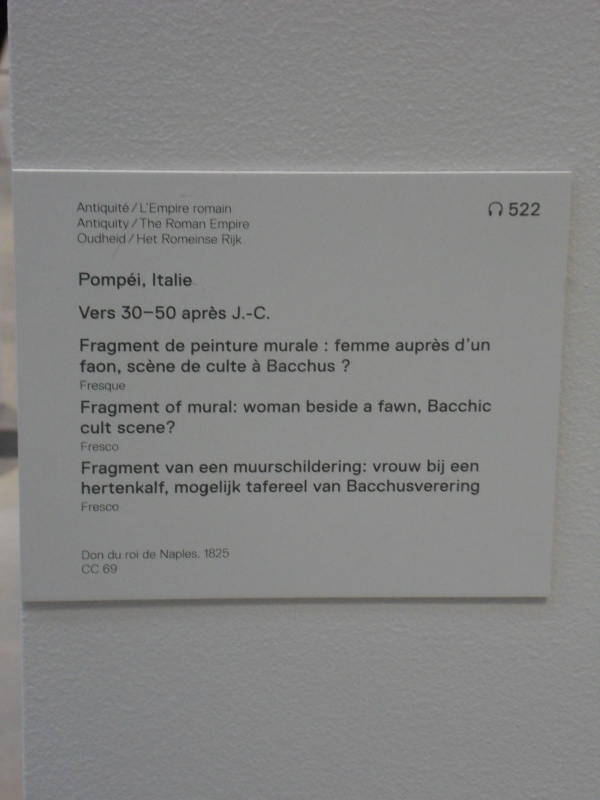 Antiquité / L'Empire romain
Antiquity / The Roman Empire
Oudheid / Het Romeinse Rijk
522
Pompéi, Italie
Vers 30–50 après J.-C.
Fragment de peinture murale : femme auprès d'un
faon, scène de culte à Bacchus ?
Fresque
Fragment of mural: woman beside a fawn, Bacchic
cult scene?
Fresco
Fragment van een muurschildering: vrouw bij een
hertenkalf, mogelijk tafereel van Bacchusverering
Fresco
Don du roi de Naples, 1825
CC 69